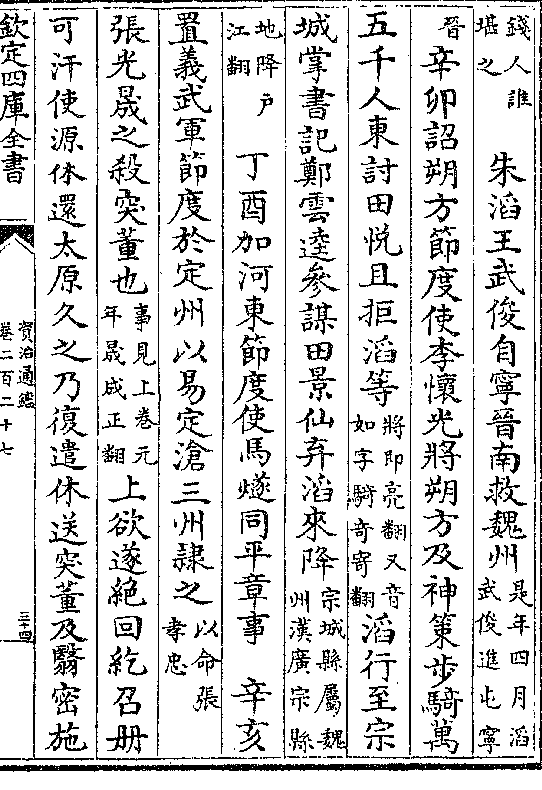 錢人誰
堪之
朱滔王武俊自寧晉南救魏州
是年四月滔
武俊進屯寧
晉
辛卯詔朔方節度使李懷光將朔方及神策步騎萬
五千人東討田悅且拒滔等
將即亮翻又音
如字騎奇寄翻
滔行至宗
城掌書記鄭雲逵參謀田景仙弃滔來降
宗城縣屬魏
州漢廣宗縣
地降户
江翻
丁酉加河東節度使馬燧同平章事
辛亥
置義武軍節度於定州以易定滄三州隷之
以命張
孝忠
張光晟之殺突董也
事見上卷元
年晟成正翻
上欲遂絶回紇召册
可汗使源休還太原久之乃復遣休送突董及翳密施
欽定四庫全書
資治通鑑
卷二百二十七
三十四